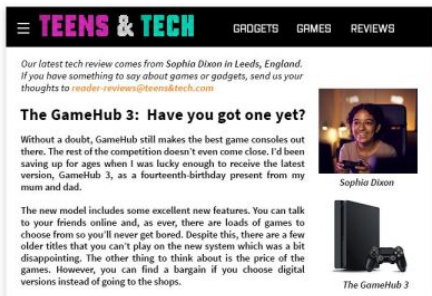 TEENS & TECH
GADGETS GAMES REVIEWS
Our latest tech review comes from Sophia Dixon in Leeds, England.
If you have something to say about games or gadgets, send us your
thoughts to reader-reviews@teens&tech.com
The GameHub 3: Have you got one yet?
Without a doubt, GameHub still makes the best game consoles out
there. The rest of the competition doesn't even come close. I'd been
saving up for ages when I was lucky enough to receive the latest
version, GameHub 3, as a fourteenth-birthday present from my
mum and dad.
Sophia Dixon
The new model includes some excellent new features. You can talk
to your friends online and, as ever, there are loads of games to
choose from so you'll never get bored. Despite this, there are a few
older titles that you can't play on the new system which was a bit
disappointing. The other thing to think about is the price of the
games. However, you can find a bargain if you choose digital
versions instead of going to the shops.
The GameHub 3